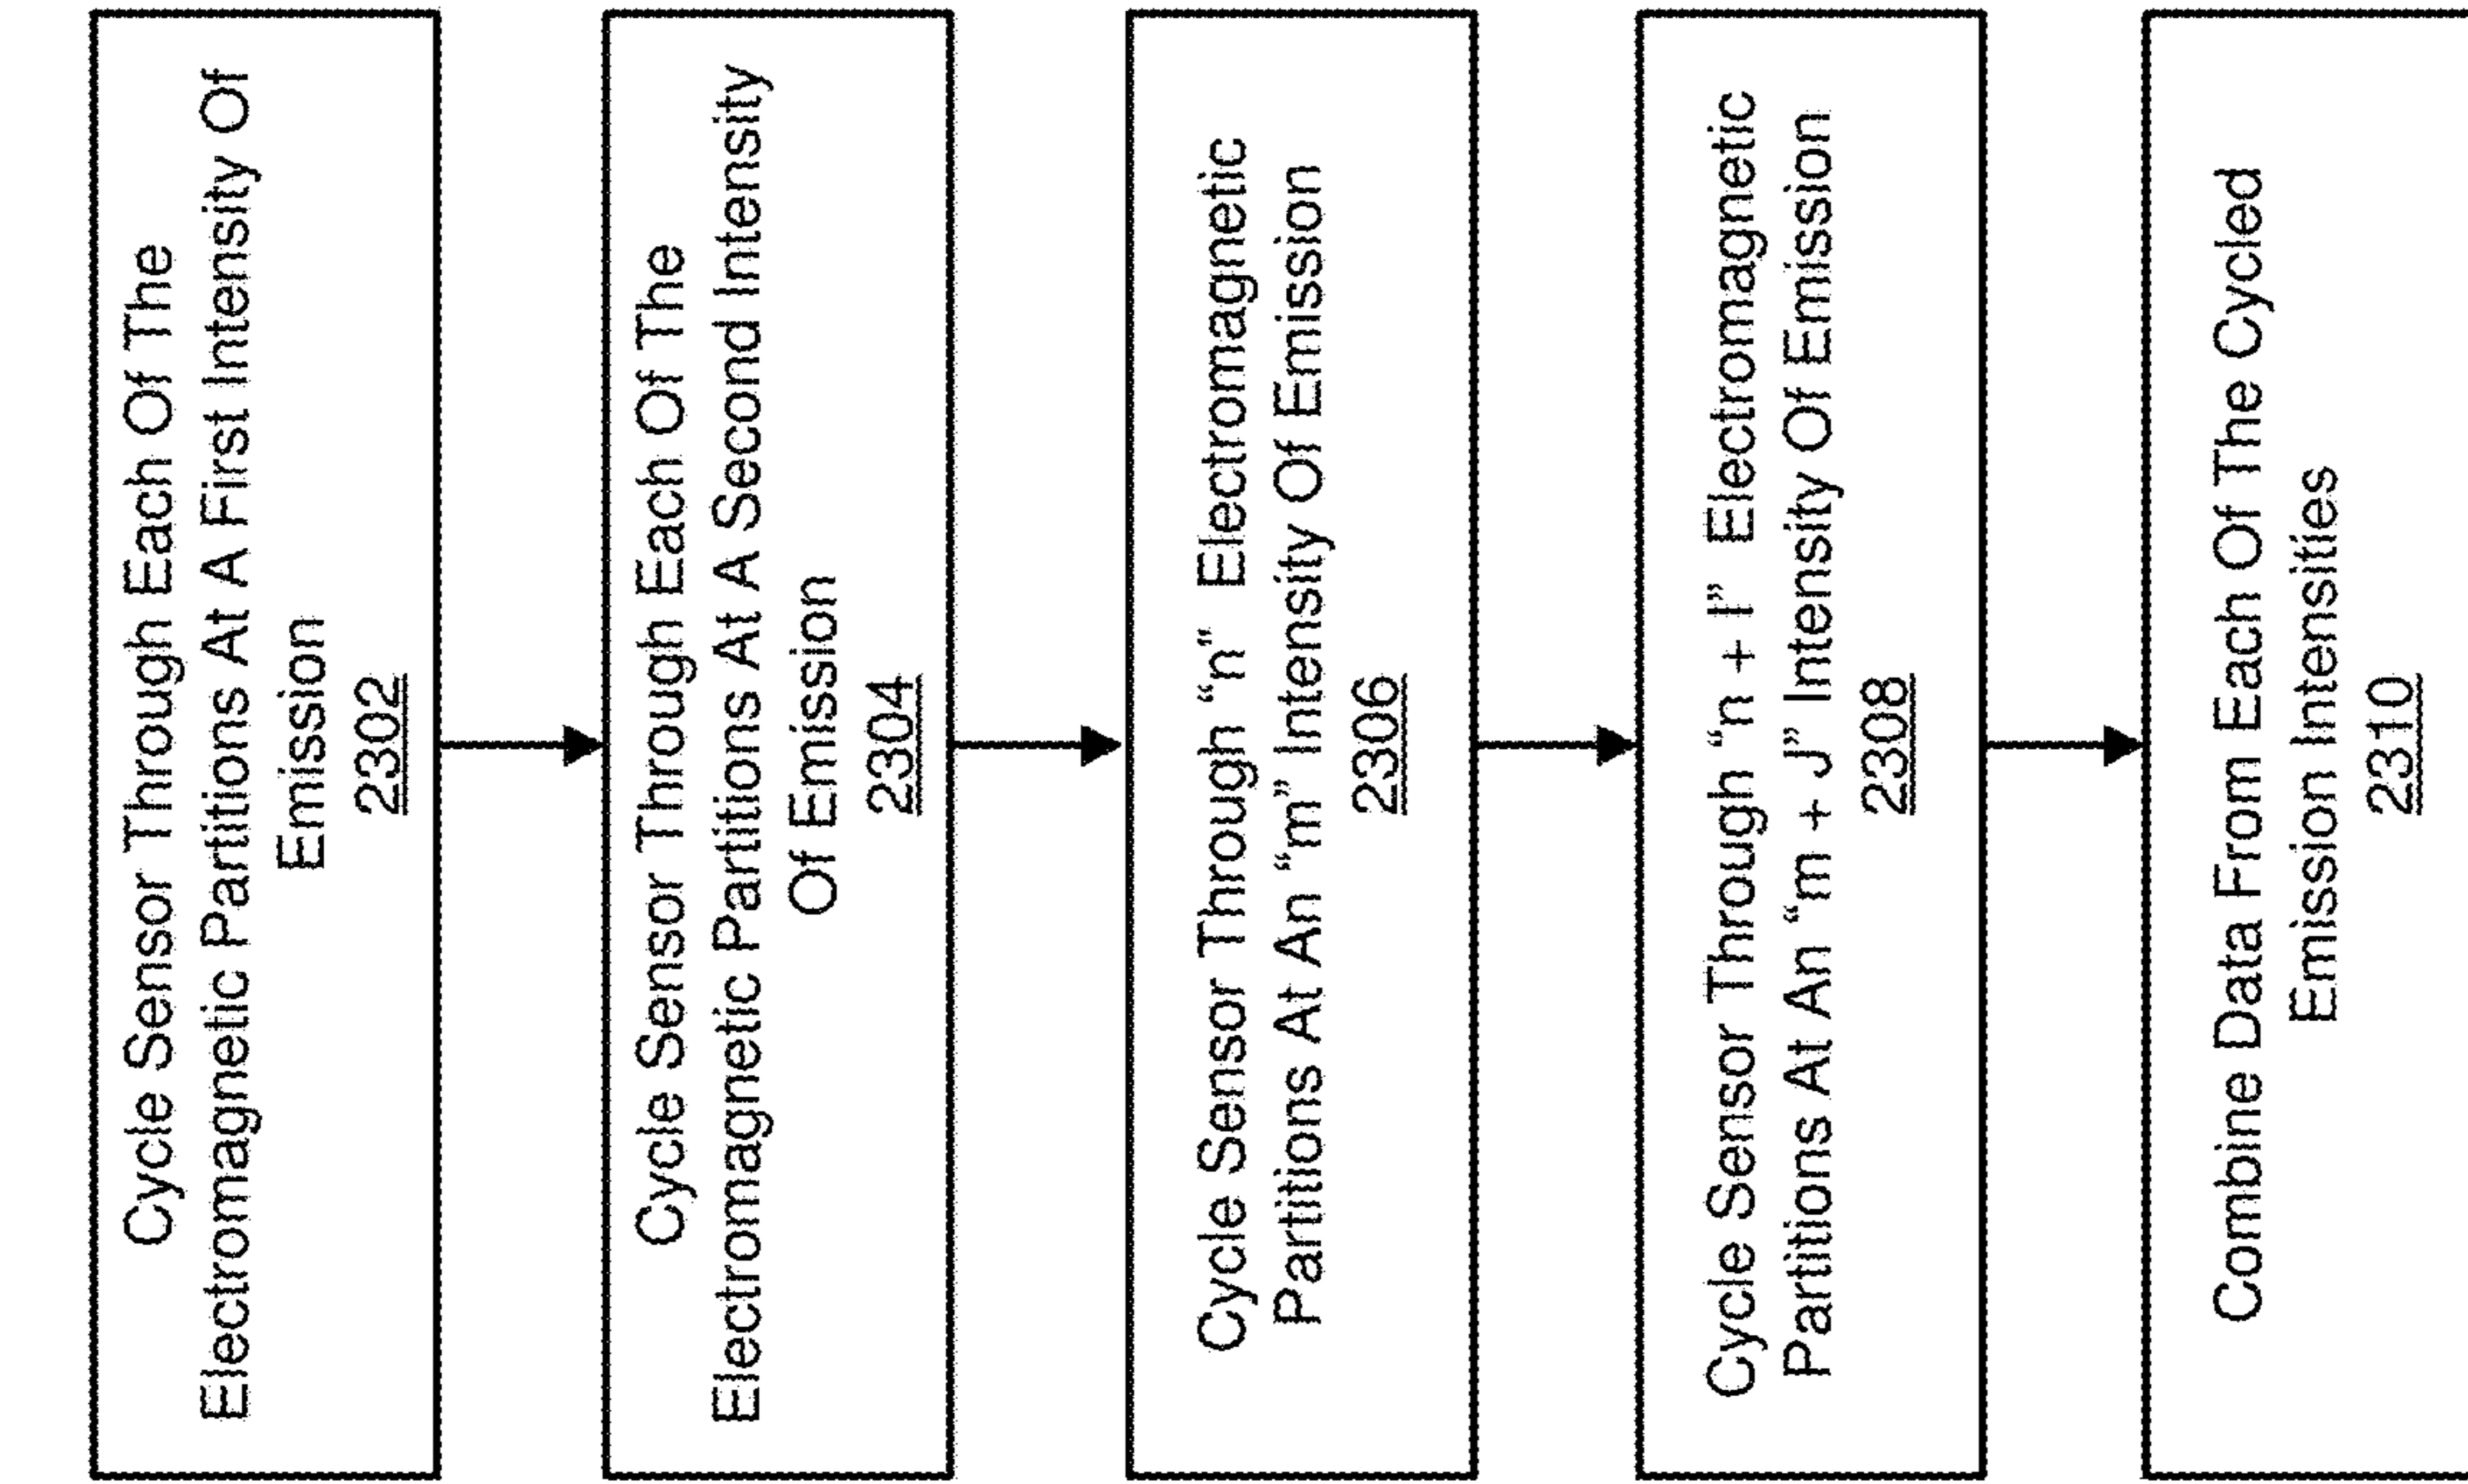 Cycle Sensor Through Each Of The
Electromagnetic Partitions At A First Intensity Of
Emission
2302
Cycle Sensor Through Each Of The
Electromagnetic Partitions At A Second Intensity
Of Emission
2304
Cycle Sensor Through “n” Electromagnetic
Partitions At An “m” Intensity Of Emission
2306
Cycle Sensor Through “n + I” Electromagnetic
Partitions At An “m + J” Intensity Of Emission
2308
Combine Data From Each Of The Cycled
Emission Intensities
2310